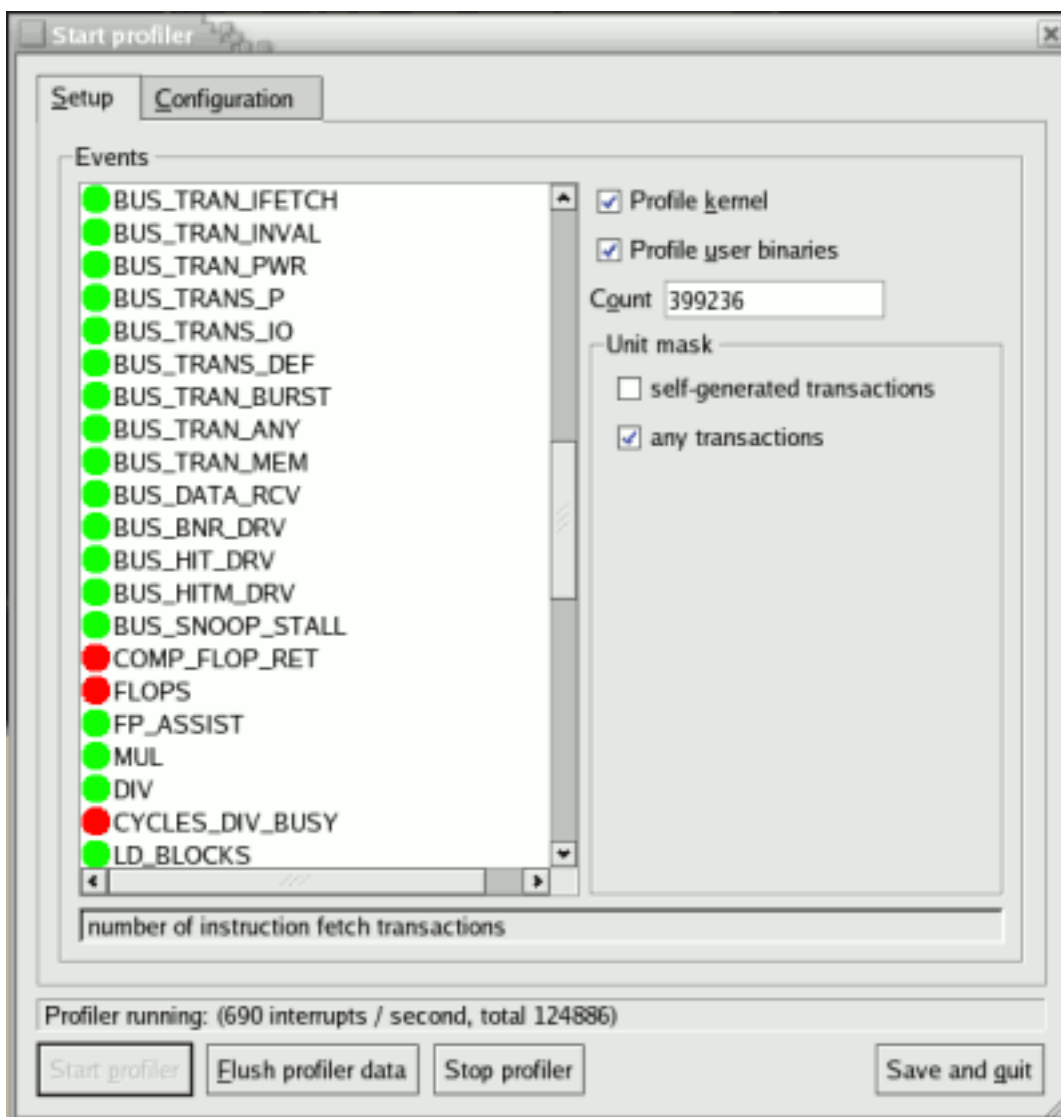 Start profiler
Setup Configuration
Events
BUS_TRAN_IFETCH
BUS_TRAN_INVAL
BUS_TRAN_PWR
BUS_TRANS_P
BUS_TRANS_IO
BUS_TRANS_DEF
BUS_TRAN_BURST
BUS_TRAN_ANY
BUS_TRAN_MEM
BUS_DATA_RCV
BUS_BNR_DRV
BUS_HIT_DRV
BUS_HITM_DRV
BUS_SNOOP_STALL
COMP_FLOP_RET
FLOPS
FP_ASSIST
MUL
DIV
CYCLES_DIV_BUSY
LD_BLOCKS
Profile kernel
Profile user binaries
Count 399236
Unit mask
self-generated transactions
any transactions
number of instruction fetch transactions
Profiler running: (690 interrupts / second, total 124886)
Start profiler Flush profiler data Stop profiler Save and quit